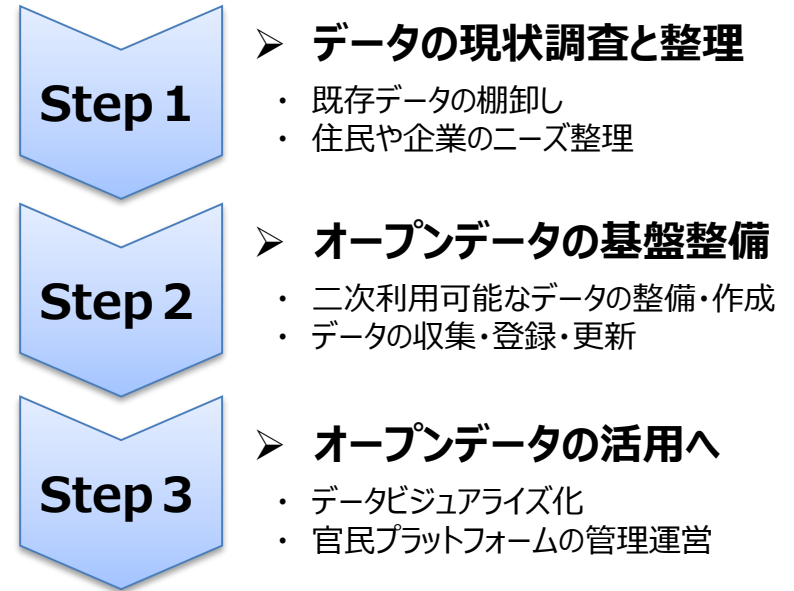 Step 1
➢ データの現状調査と整理
・ 既存データの棚卸し
・ 住民や企業のニーズ整理
Step 2
➢ オープンデータの基盤整備
・ 二次利用可能なデータの整備・作成
・ データの収集・登録・更新
Step 3
➢ オープンデータの活用へ
・ データビジュアライズ化
・ 官民プラットフォームの管理運営